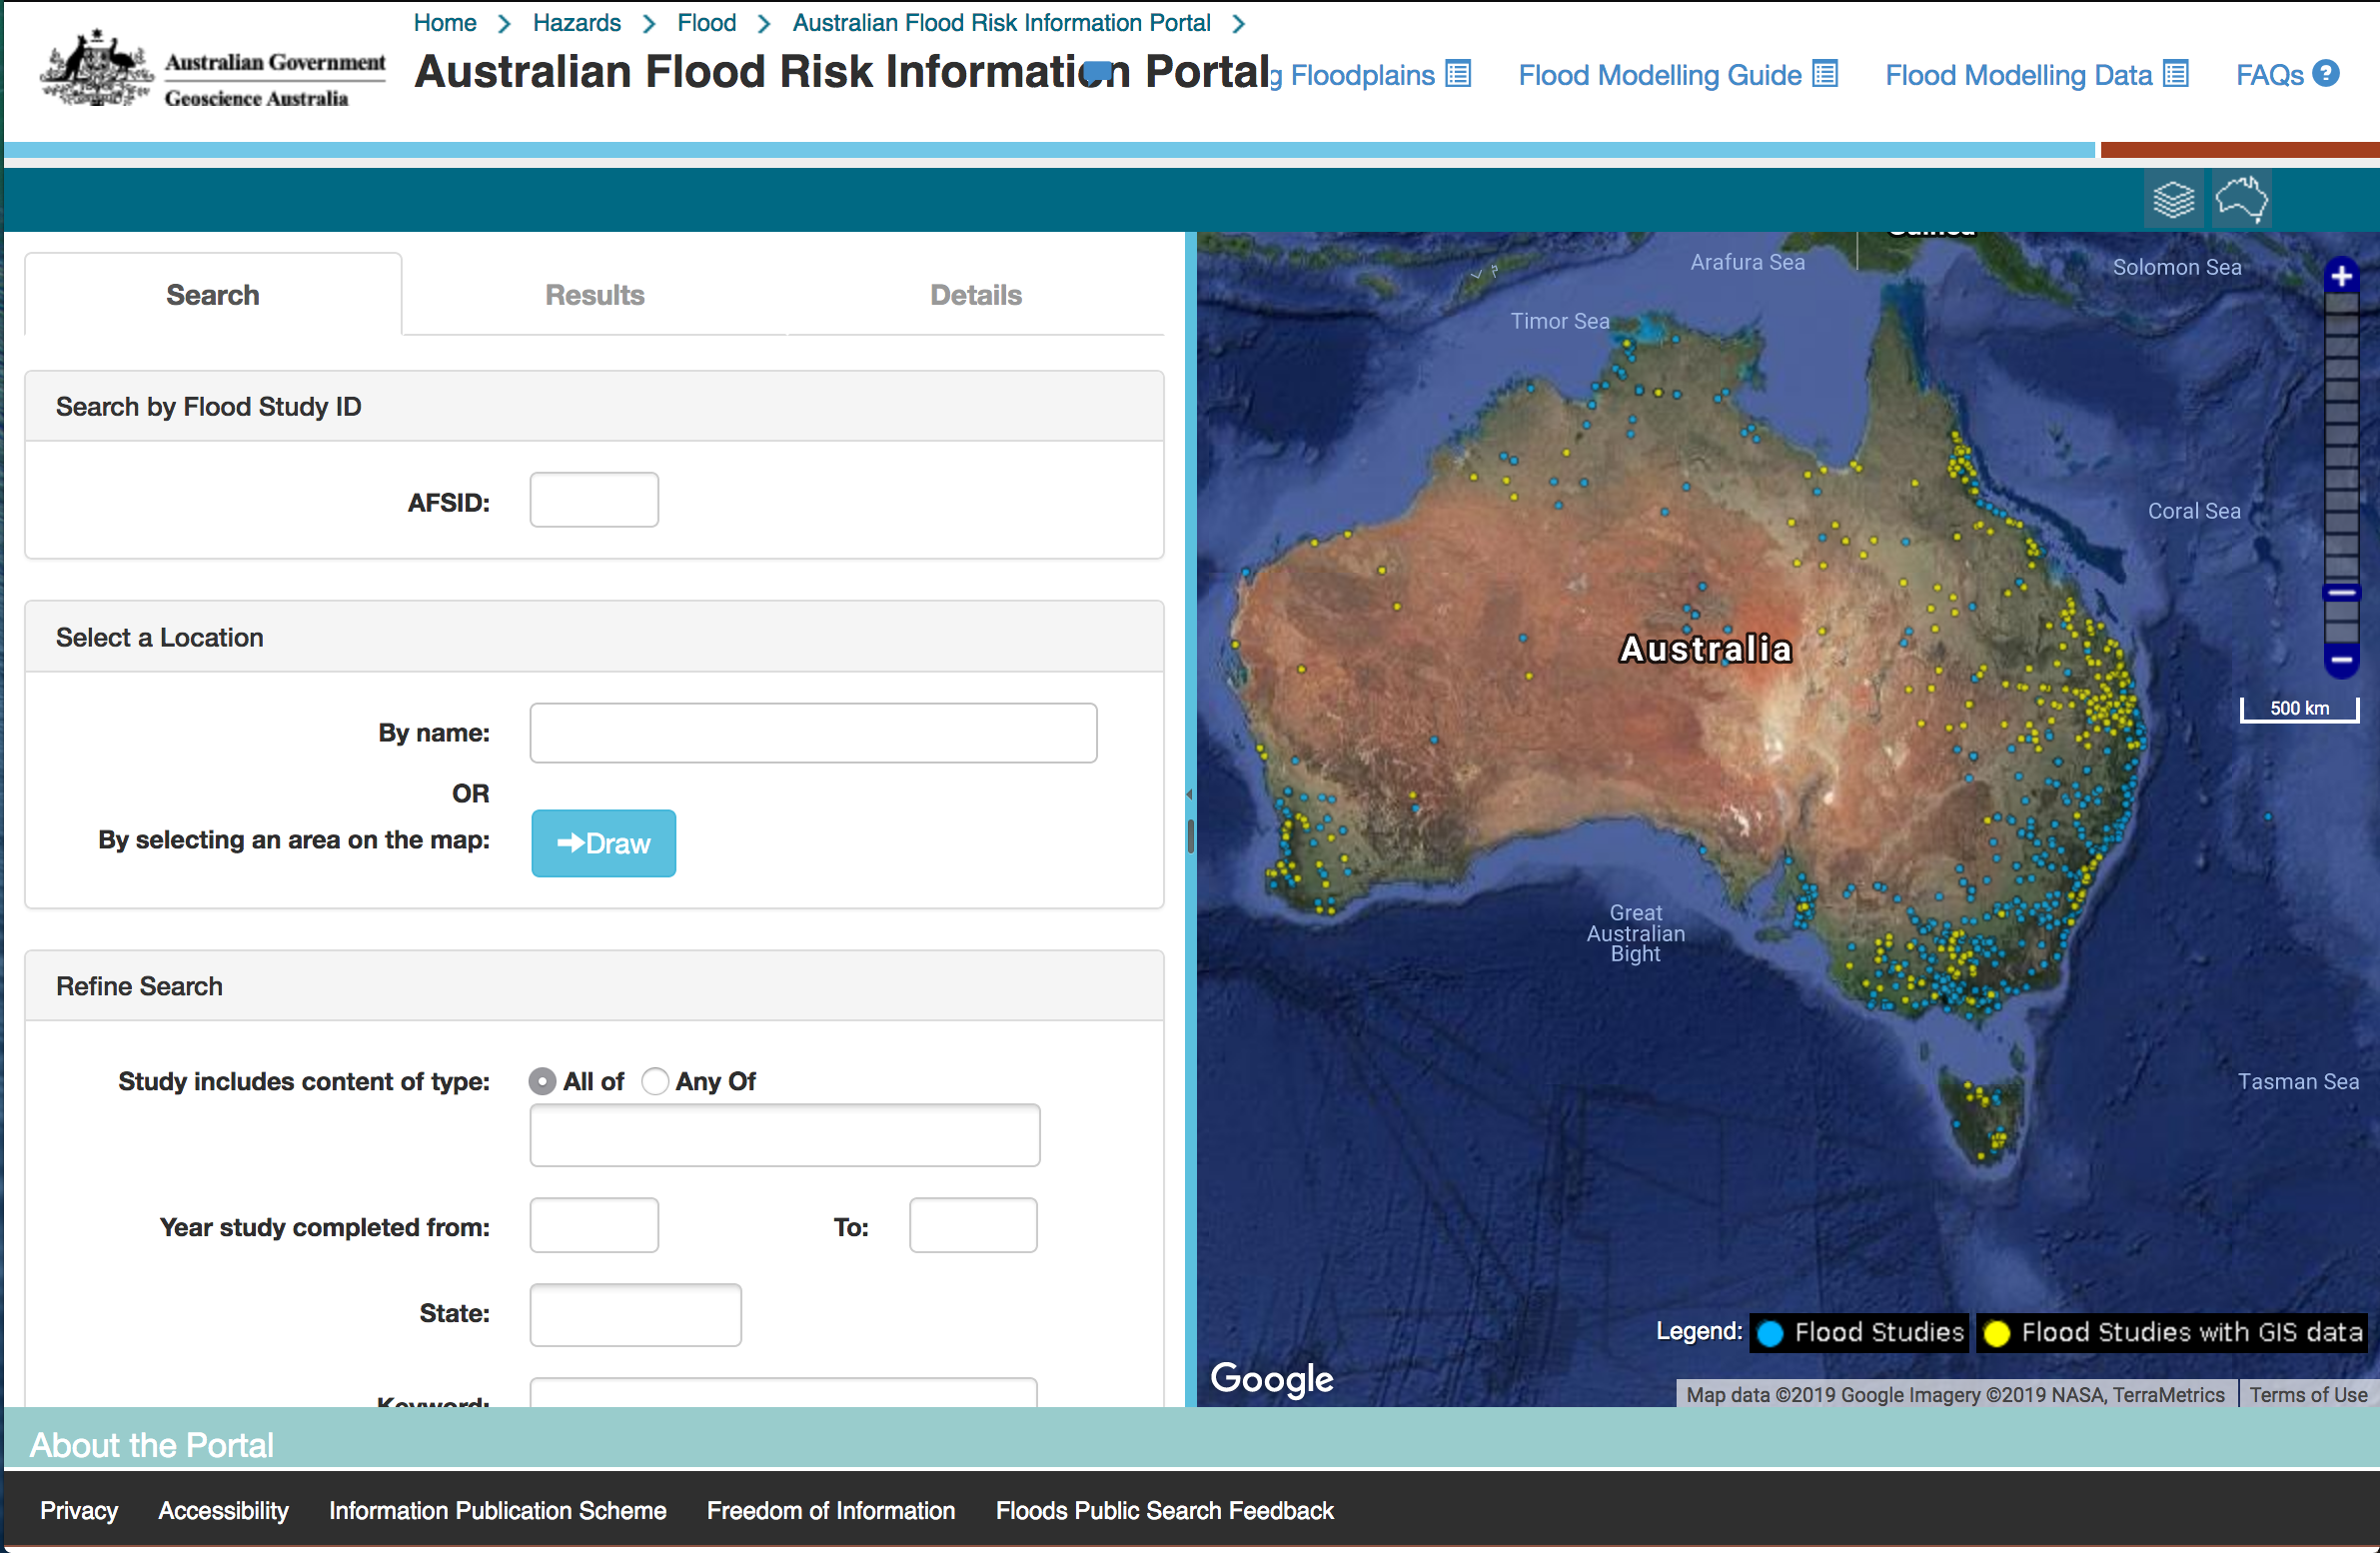 Home > Hazards > Flood > Australian Flood Risk Information Portal >
Australian Government
Geoscience Australia
Australian Flood Risk Information Portal
g Floodplains
Flood Modelling Guide
Flood Modelling Data
FAQs ?
Search
Results
Details
Search by Flood Study ID
AFSID:
Select a Location
By name:
OR
By selecting an area on the map:
Draw
Refine Search
Study includes content of type:
All of
Any Of
Year study completed from:
To:
State:
Keyword:
Guinea
Arafura Sea
Solomon Sea
Timor Sea
Coral Sea
Australia
500 km
Great
Australian
Bight
Tasman Sea
Legend:
Flood Studies
Flood Studies with GIS data
Google
Map data ©2019 Google Imagery ©2019 NASA, TerraMetrics
Terms of Use
About the Portal
Privacy
Accessibility
Information Publication Scheme
Freedom of Information
Floods Public Search Feedback